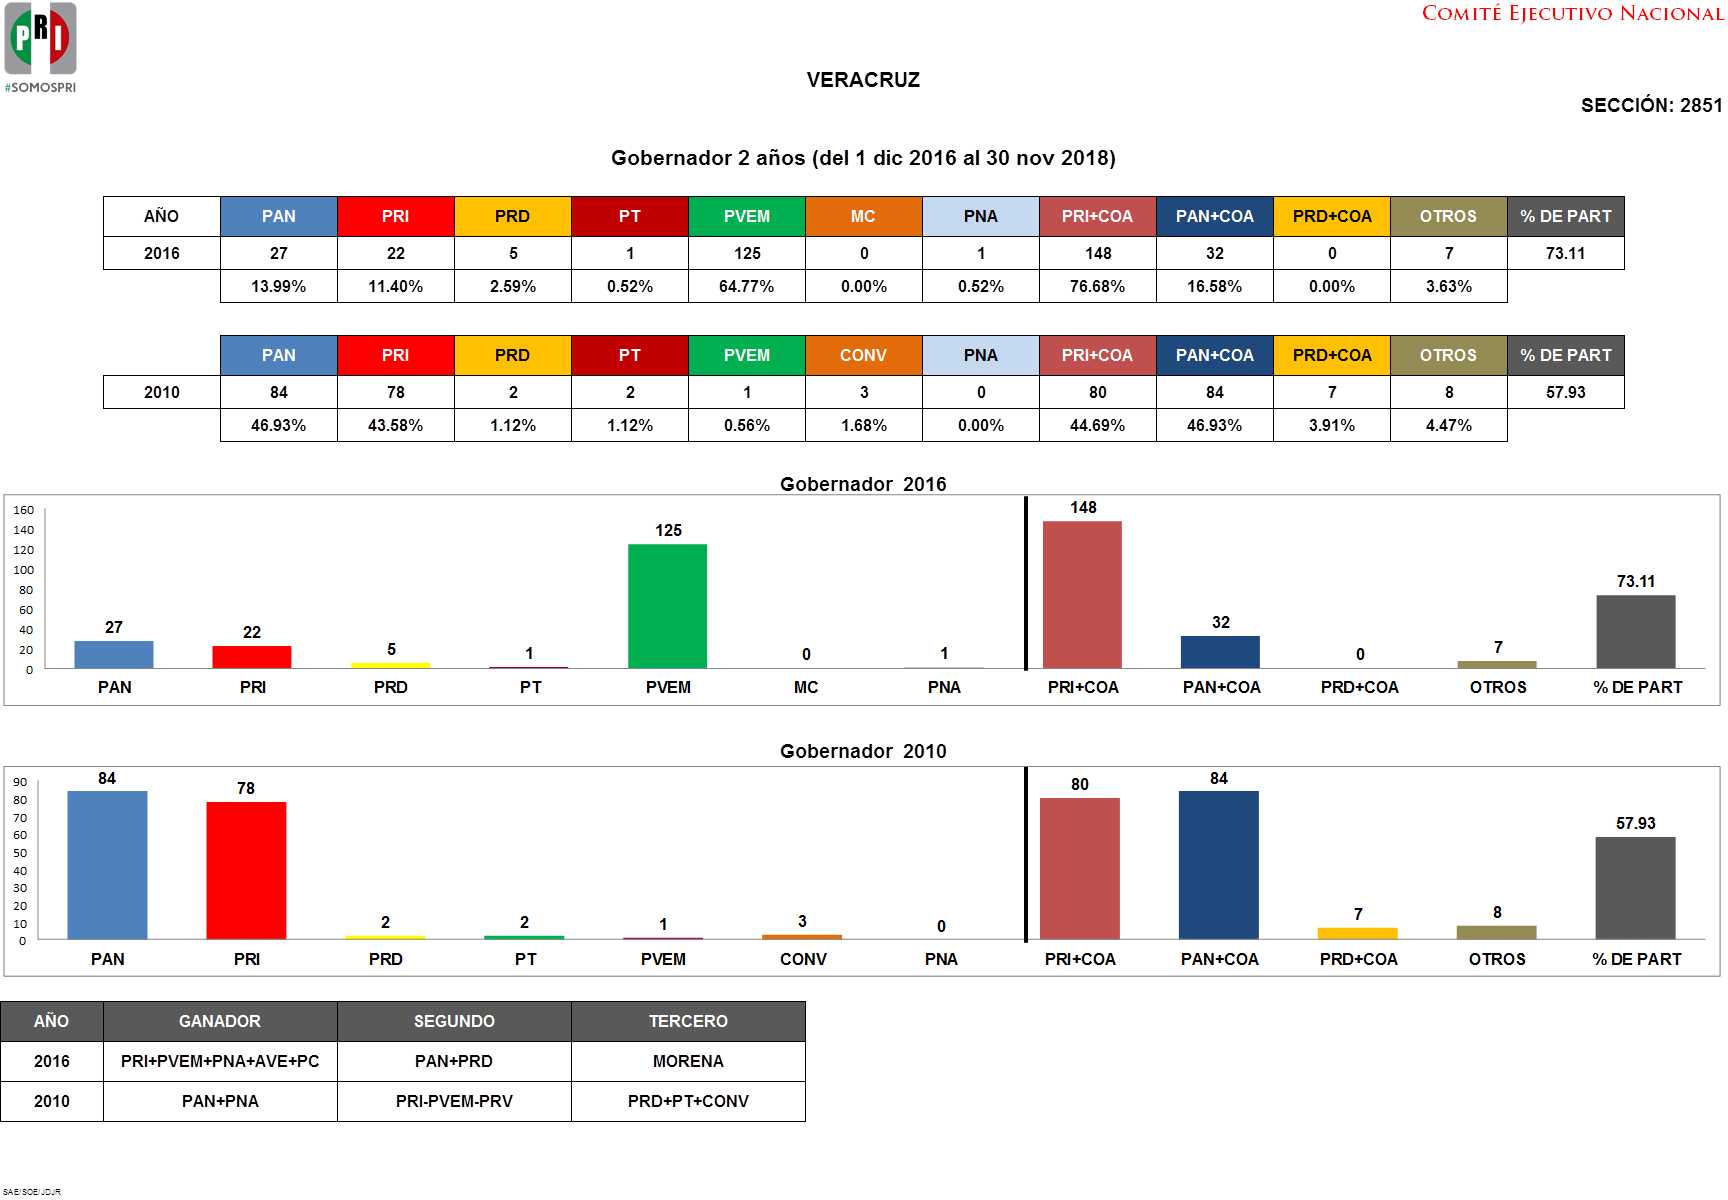 PRI
#SOMOSPRI
COMITÉ EJECUTIVO NACIONAL
VERACRUZ
SECCIÓN: 2851
Gobernador 2 años (del 1 dic 2016 al 30 nov 2018)
AÑO PAN PRI PRD PT PVEM MC PNA PRI+COA PAN+COA PRD+COA OTROS % DE PART
2016 27 22 5 1 125 0 1 148 32 0 7 73.11
13.99% 11.40% 2.59% 0.52% 64.77% 0.00% 0.52% 76.68% 16.58% 0.00% 3.63%
PAN PRI PRD PT PVEM CONV PNA PRI+COA PAN+COA PRD+COA OTROS % DE PART
2010 84 78 2 2 1 3 0 80 84 7 8 57.93
46.93% 43.58% 1.12% 1.12% 0.56% 1.68% 0.00% 44.69% 46.93% 3.91% 4.47%
Gobernador 2016
160
140
120
100
80
60
40
20
0
27 22 5 1 125 0 1 148 32 0 7 73.11
PAN PRI PRD PT PVEM MC PNA PRI+COA PAN+COA PRD+COA OTROS % DE PART
Gobernador 2010
90
80
70
60
50
40
30
20
10
0
84 78 2 2 1 3 0 80 84 7 8 57.93
PAN PRI PRD PT PVEM CONV PNA PRI+COA PAN+COA PRD+COA OTROS % DE PART
AÑO GANADOR SEGUNDO TERCERO
2016 PRI+PVEM+PNA+AVE+PC PAN+PRD MORENA
2010 PAN+PNA PRI-PVEM-PRV PRD+PT+CONV
SAE/SOE/JDJR